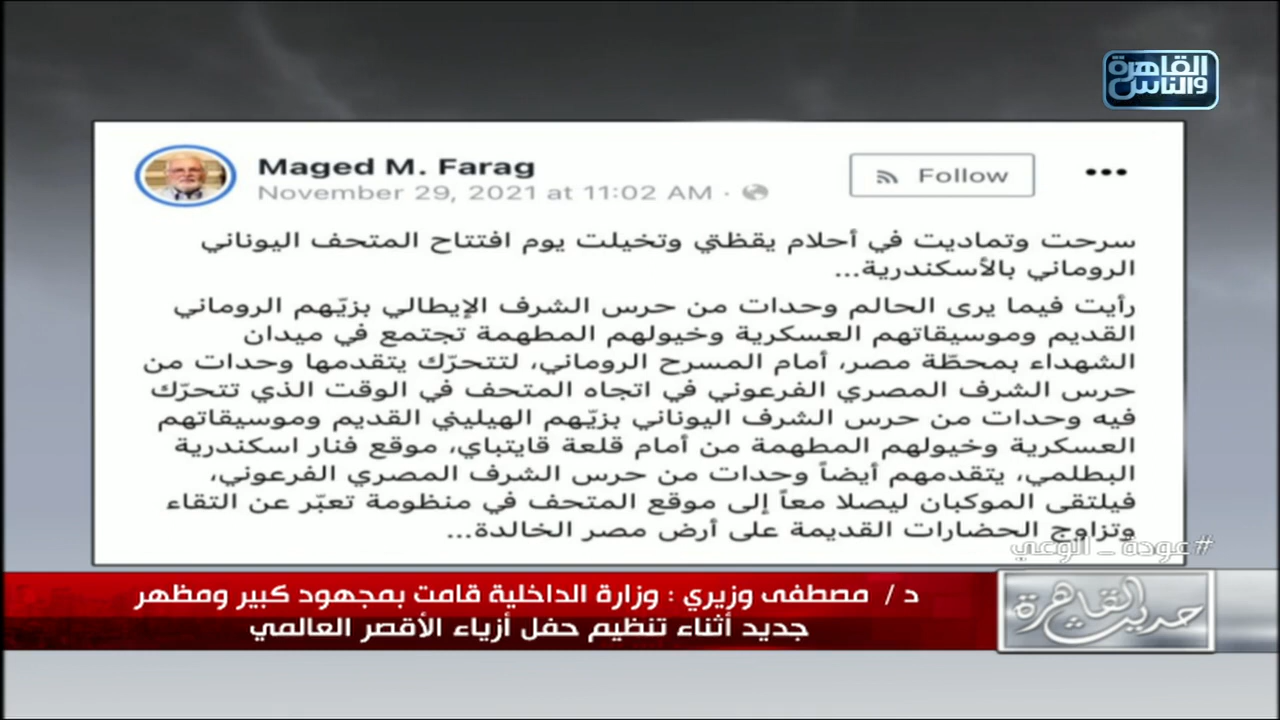 القاهرة
والناس
Maged M. Farag
Follow
November 29, 2021 at 11:02 AM ·
سرحت وتماديت في أحلام يقظتي وتخيلت يوم افتتاح المتحف اليوناني
الروماني بالأسكندرية...
رأيت فيما يرى الحالم وحدات من حرس الشرف الإيطالي بزيّهم الروماني
القديم وموسيقاتهم العسكرية وخيولهم المطهمة تجتمع في ميدان
الشهداء بمحطّة مصر، أمام المسرح الروماني، لتتحرّك يتقدمها وحدات من
حرس الشرف المصري الفرعوني في اتجاه المتحف في الوقت الذي تتحرّك
فيه وحدات من حرس الشرف اليوناني بزيّهم الهيليني القديم وموسيقاتهم
العسكرية وخيولهم المطهمة من أمام قلعة قايتباي، موقع فنار اسكندرية
البطلمي، يتقدمهم أيضاً وحدات من حرس الشرف المصري الفرعوني،
فيلتقى الموكبان ليصلا معاً إلى موقع المتحف في منظومة تعبّر عن التقاء
وتزاوج الحضارات القديمة على أرض مصر الخالدة...
#عودة_الوعي
د / مصطفى وزيري : وزارة الداخلية قامت بمجهود كبير ومظهر
جديد أثناء تنظيم حفل أزياء الأقصر العالمي
حديث القاهرة